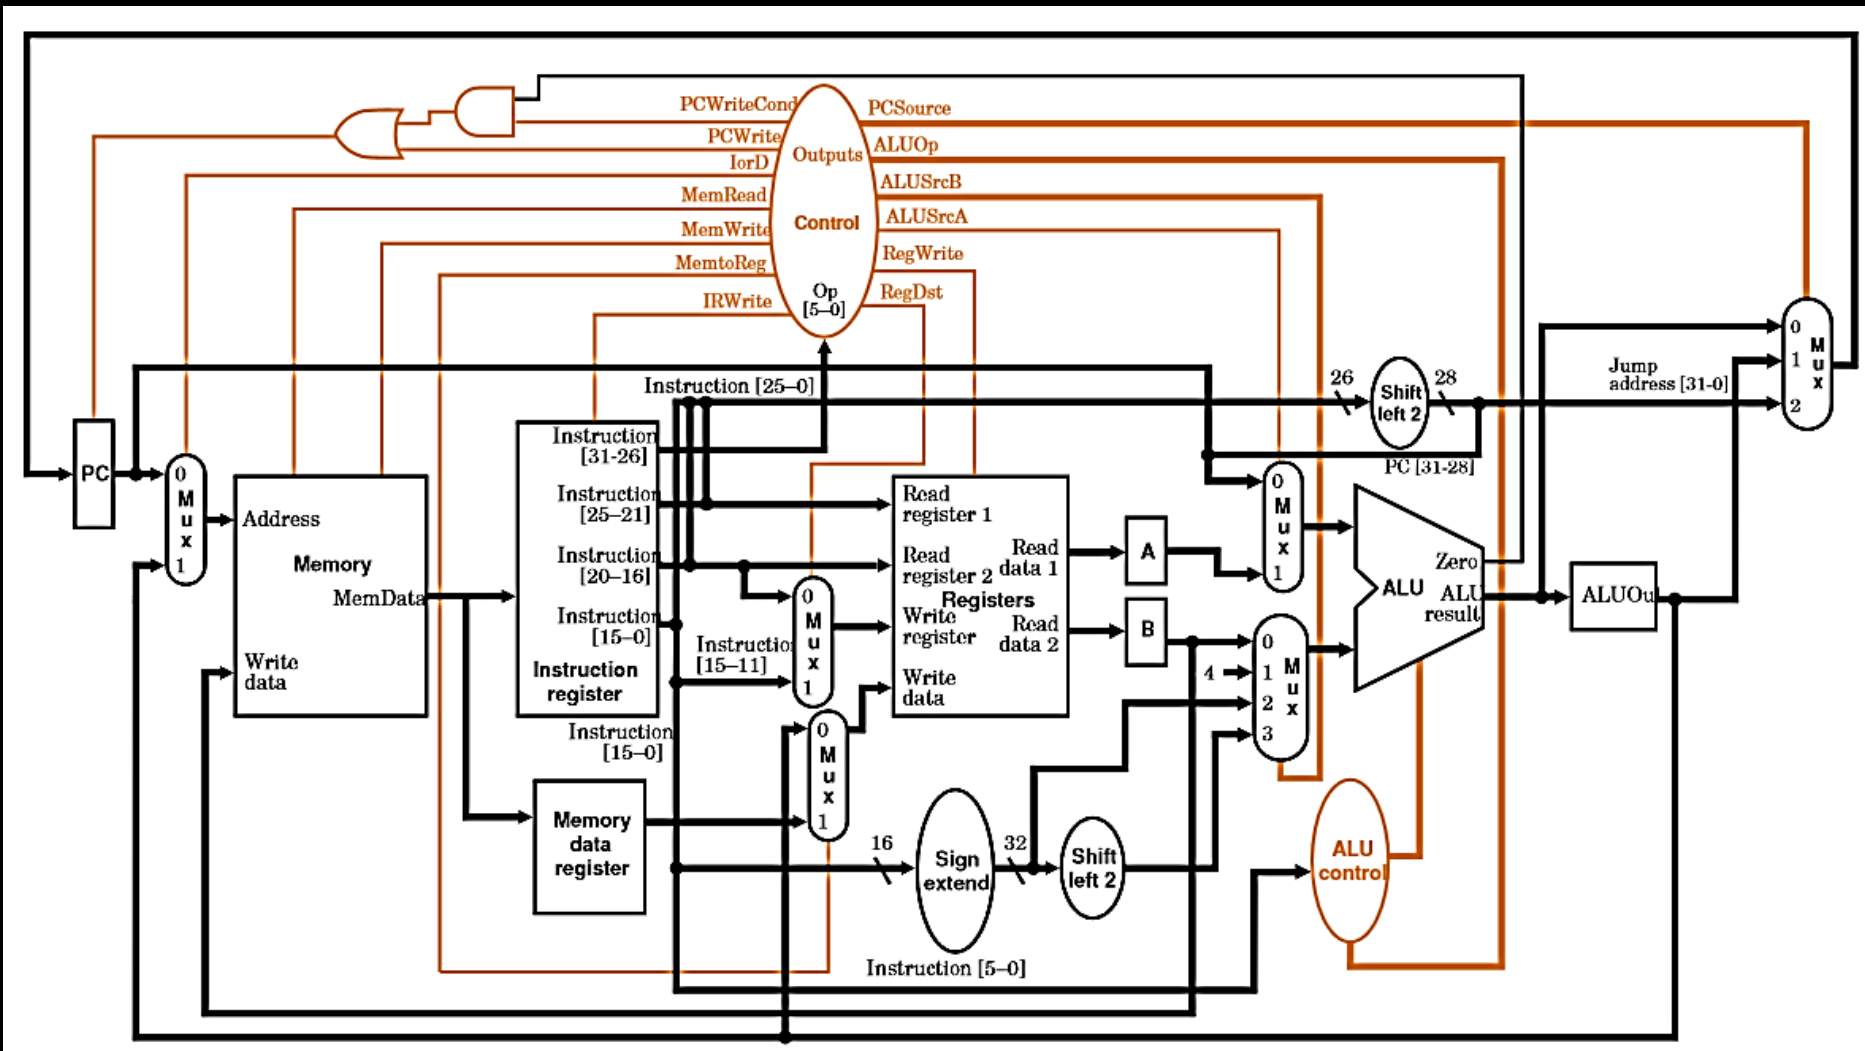 PCWriteCond
PCSource
PCWrite
ALUOp
Outputs
IorD
ALUSrcB
MemRead
ALUSrcA
Control
MemWrite
RegWrite
MemtoReg
Op
[5–0]
RegDst
IRWrite
0
1
2
M
u
x
Jump
address [31-0]
26
Shift
left 2
28
Instruction [25–0]
PC [31-28]
PC
0
M
u
x
1
Address
Memory
MemData
Write
data
Instruction
[31-26]
Instruction
[25–21]
Instruction
[20–16]
Instruction
[15–0]
Instruction
register
Instruction
[15–11]
0
M
u
x
1
Instruction
[15–0]
0
M
u
x
1
Memory
data
register
Read
register 1
Read
register 2
Registers
Write
register
Write
data
Read
data 1
Read
data 2
A
B
0
M
u
x
1
4
0
1
2
3
M
u
x
Zero
ALU
ALU
result
ALUOu
16
Sign
extend
32
Shift
left 2
ALU
control
Instruction [5–0]